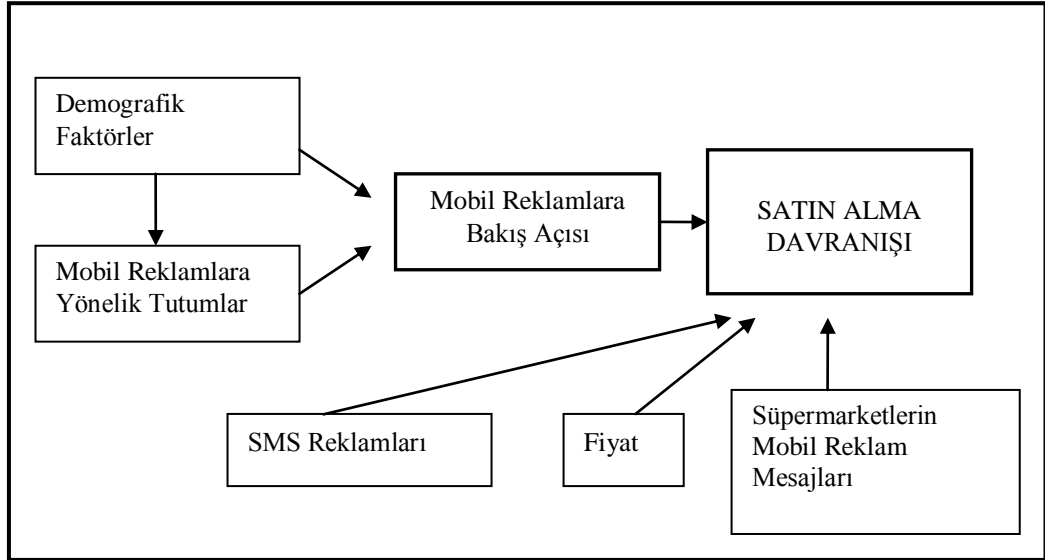 Demografik
Faktörler
Mobil Reklamlara
Bakış Açısı
SATIN ALMA
DAVRANIŞI
Mobil Reklamlara
Yönelik Tutumlar
SMS Reklamları
Fiyat
Süpermarketlerin
Mobil Reklam
Mesajları